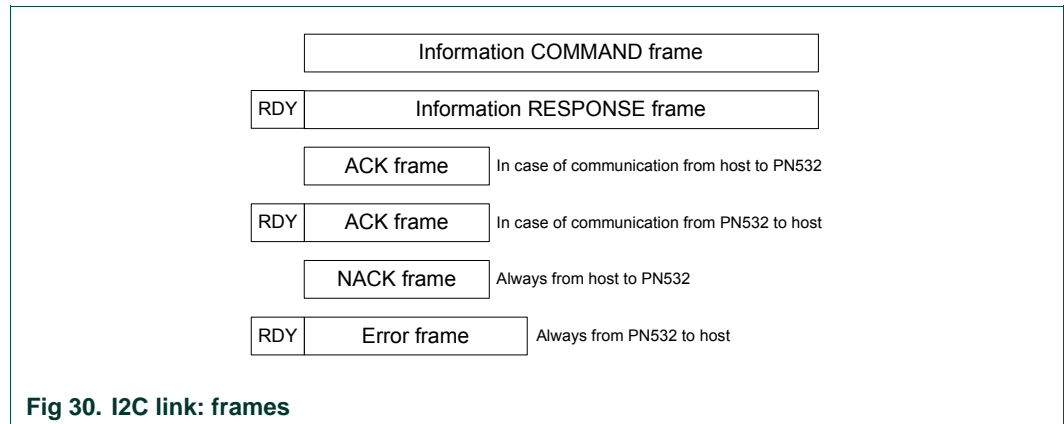 Information COMMAND frame
RDY Information RESPONSE frame
ACK frame In case of communication from host to PN532
RDY ACK frame In case of communication from PN532 to host
NACK frame Always from host to PN532
RDY Error frame Always from PN532 to host
Fig 30. I2C link: frames